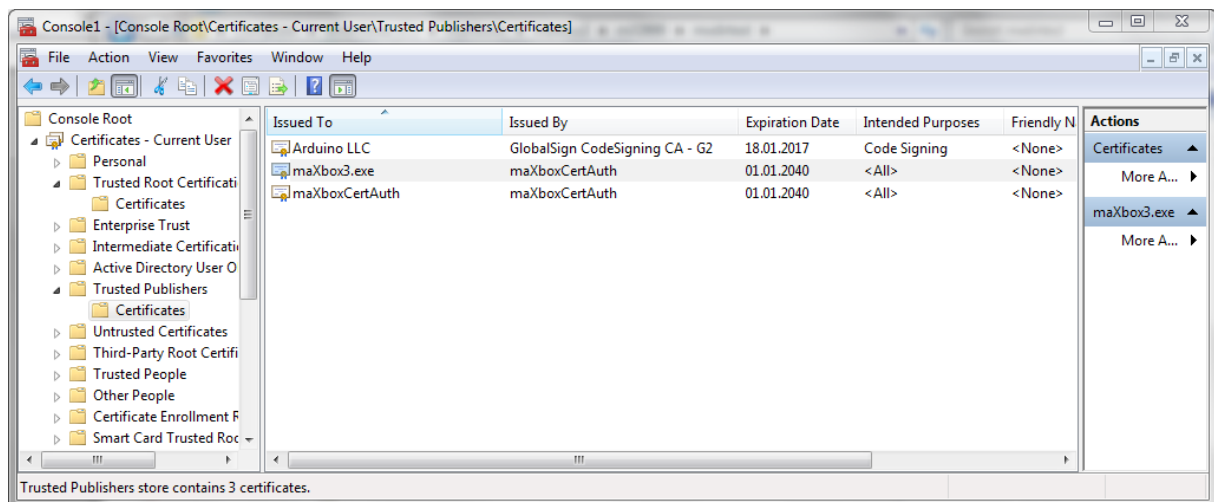 Console1 - [Console Root\Certificates - Current User\Trusted Publishers\Certificates]
File Action View Favorites Window Help
Console Root
Certificates - Current User
Personal
Trusted Root Certificati
Certificates
Enterprise Trust
Intermediate Certificati
Active Directory User O
Trusted Publishers
Certificates
Untrusted Certificates
Third-Party Root Certifi
Trusted People
Other People
Certificate Enrollment R
Smart Card Trusted Roo
Issued To Issued By Expiration Date Intended Purposes Friendly N
Arduino LLC GlobalSign CodeSigning CA - G2 18.01.2017 Code Signing <None>
maXbox3.exe maXboxCertAuth 01.01.2040 <All> <None>
maXboxCertAuth maXboxCertAuth 01.01.2040 <All> <None>
Actions
Certificates
More A...
maXbox3.exe
More A...
Trusted Publishers store contains 3 certificates.